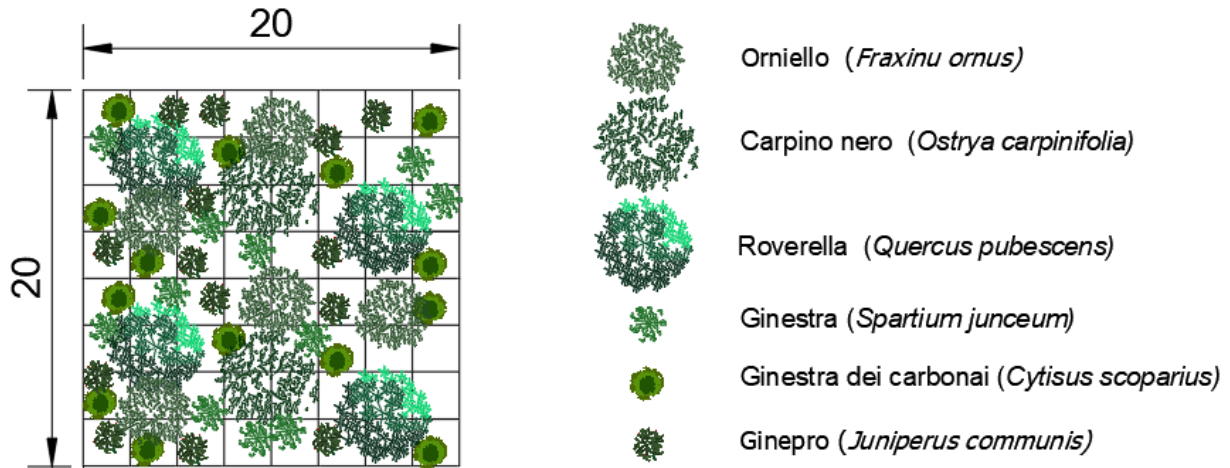 20
20
Orniello (Fraxinu ornus)
Carpino nero (Ostrya carpinifolia)
Roverella (Quercus pubescens)
Ginestra (Spartium junceum)
Ginestra dei carbonai (Cytisus scoparius)
Ginepro (Juniperus communis)